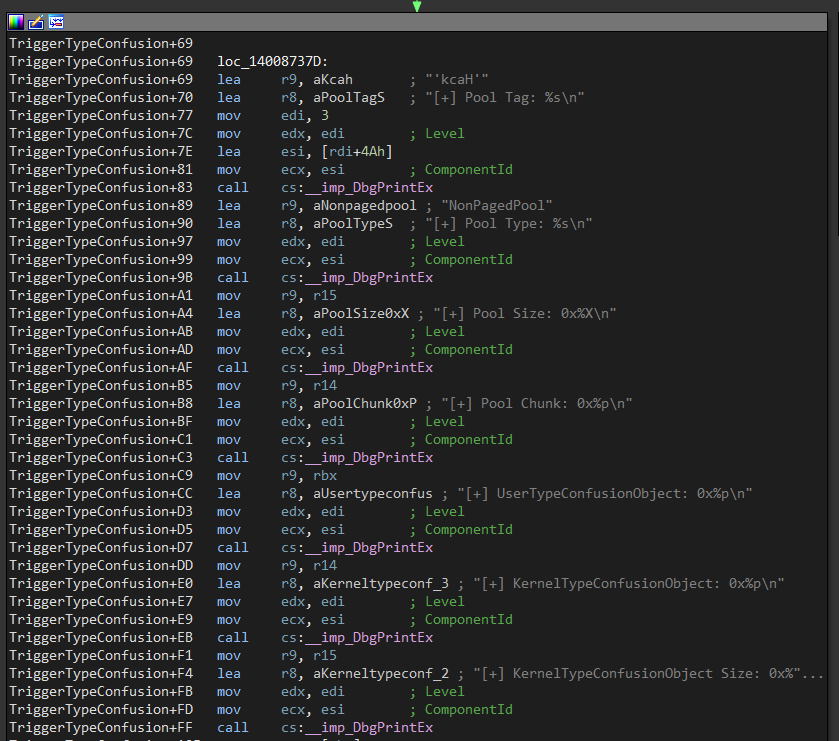 TriggerTypeConfusion+69
TriggerTypeConfusion+69 loc_14008737D:
TriggerTypeConfusion+69 lea r9, aKcah ; "'kcaH'"
TriggerTypeConfusion+70 lea r8, aPoolTagS ; "[+] Pool Tag: %s\n"
TriggerTypeConfusion+77 mov edi, 3
TriggerTypeConfusion+7C mov edx, edi ; Level
TriggerTypeConfusion+7E lea esi, [rdi+4Ah]
TriggerTypeConfusion+81 mov ecx, esi ; ComponentId
TriggerTypeConfusion+83 call cs:__imp_DbgPrintEx
TriggerTypeConfusion+89 lea r9, aNonpagedpool ; "NonPagedPool"
TriggerTypeConfusion+90 lea r8, aPoolTypeS ; "[+] Pool Type: %s\n"
TriggerTypeConfusion+97 mov edx, edi ; Level
TriggerTypeConfusion+99 mov ecx, esi ; ComponentId
TriggerTypeConfusion+9B call cs:__imp_DbgPrintEx
TriggerTypeConfusion+A1 mov r9, r15
TriggerTypeConfusion+A4 lea r8, aPoolSize0xX ; "[+] Pool Size: 0x%X\n"
TriggerTypeConfusion+AB mov edx, edi ; Level
TriggerTypeConfusion+AD mov ecx, esi ; ComponentId
TriggerTypeConfusion+AF call cs:__imp_DbgPrintEx
TriggerTypeConfusion+B5 mov r9, r14
TriggerTypeConfusion+B8 lea r8, aPoolChunk0xP ; "[+] Pool Chunk: 0x%p\n"
TriggerTypeConfusion+BF mov edx, edi ; Level
TriggerTypeConfusion+C1 mov ecx, esi ; ComponentId
TriggerTypeConfusion+C3 call cs:__imp_DbgPrintEx
TriggerTypeConfusion+C9 mov r9, rbx
TriggerTypeConfusion+CC lea r8, aUsertypeconfus ; "[+] UserTypeConfusionObject: 0x%p\n"
TriggerTypeConfusion+D3 mov edx, edi ; Level
TriggerTypeConfusion+D5 mov ecx, esi ; ComponentId
TriggerTypeConfusion+D7 call cs:__imp_DbgPrintEx
TriggerTypeConfusion+DD mov r9, r14
TriggerTypeConfusion+E0 lea r8, aKerneltypeconf_3 ; "[+] KernelTypeConfusionObject: 0x%p\n"
TriggerTypeConfusion+E7 mov edx, edi ; Level
TriggerTypeConfusion+E9 mov ecx, esi ; ComponentId
TriggerTypeConfusion+EB call cs:__imp_DbgPrintEx
TriggerTypeConfusion+F1 mov r9, r15
TriggerTypeConfusion+F4 lea r8, aKerneltypeconf_2 ; "[+] KernelTypeConfusionObject Size: 0x%"...
TriggerTypeConfusion+FB mov edx, edi ; Level
TriggerTypeConfusion+FD mov ecx, esi ; ComponentId
TriggerTypeConfusion+FF call cs:__imp_DbgPrintEx